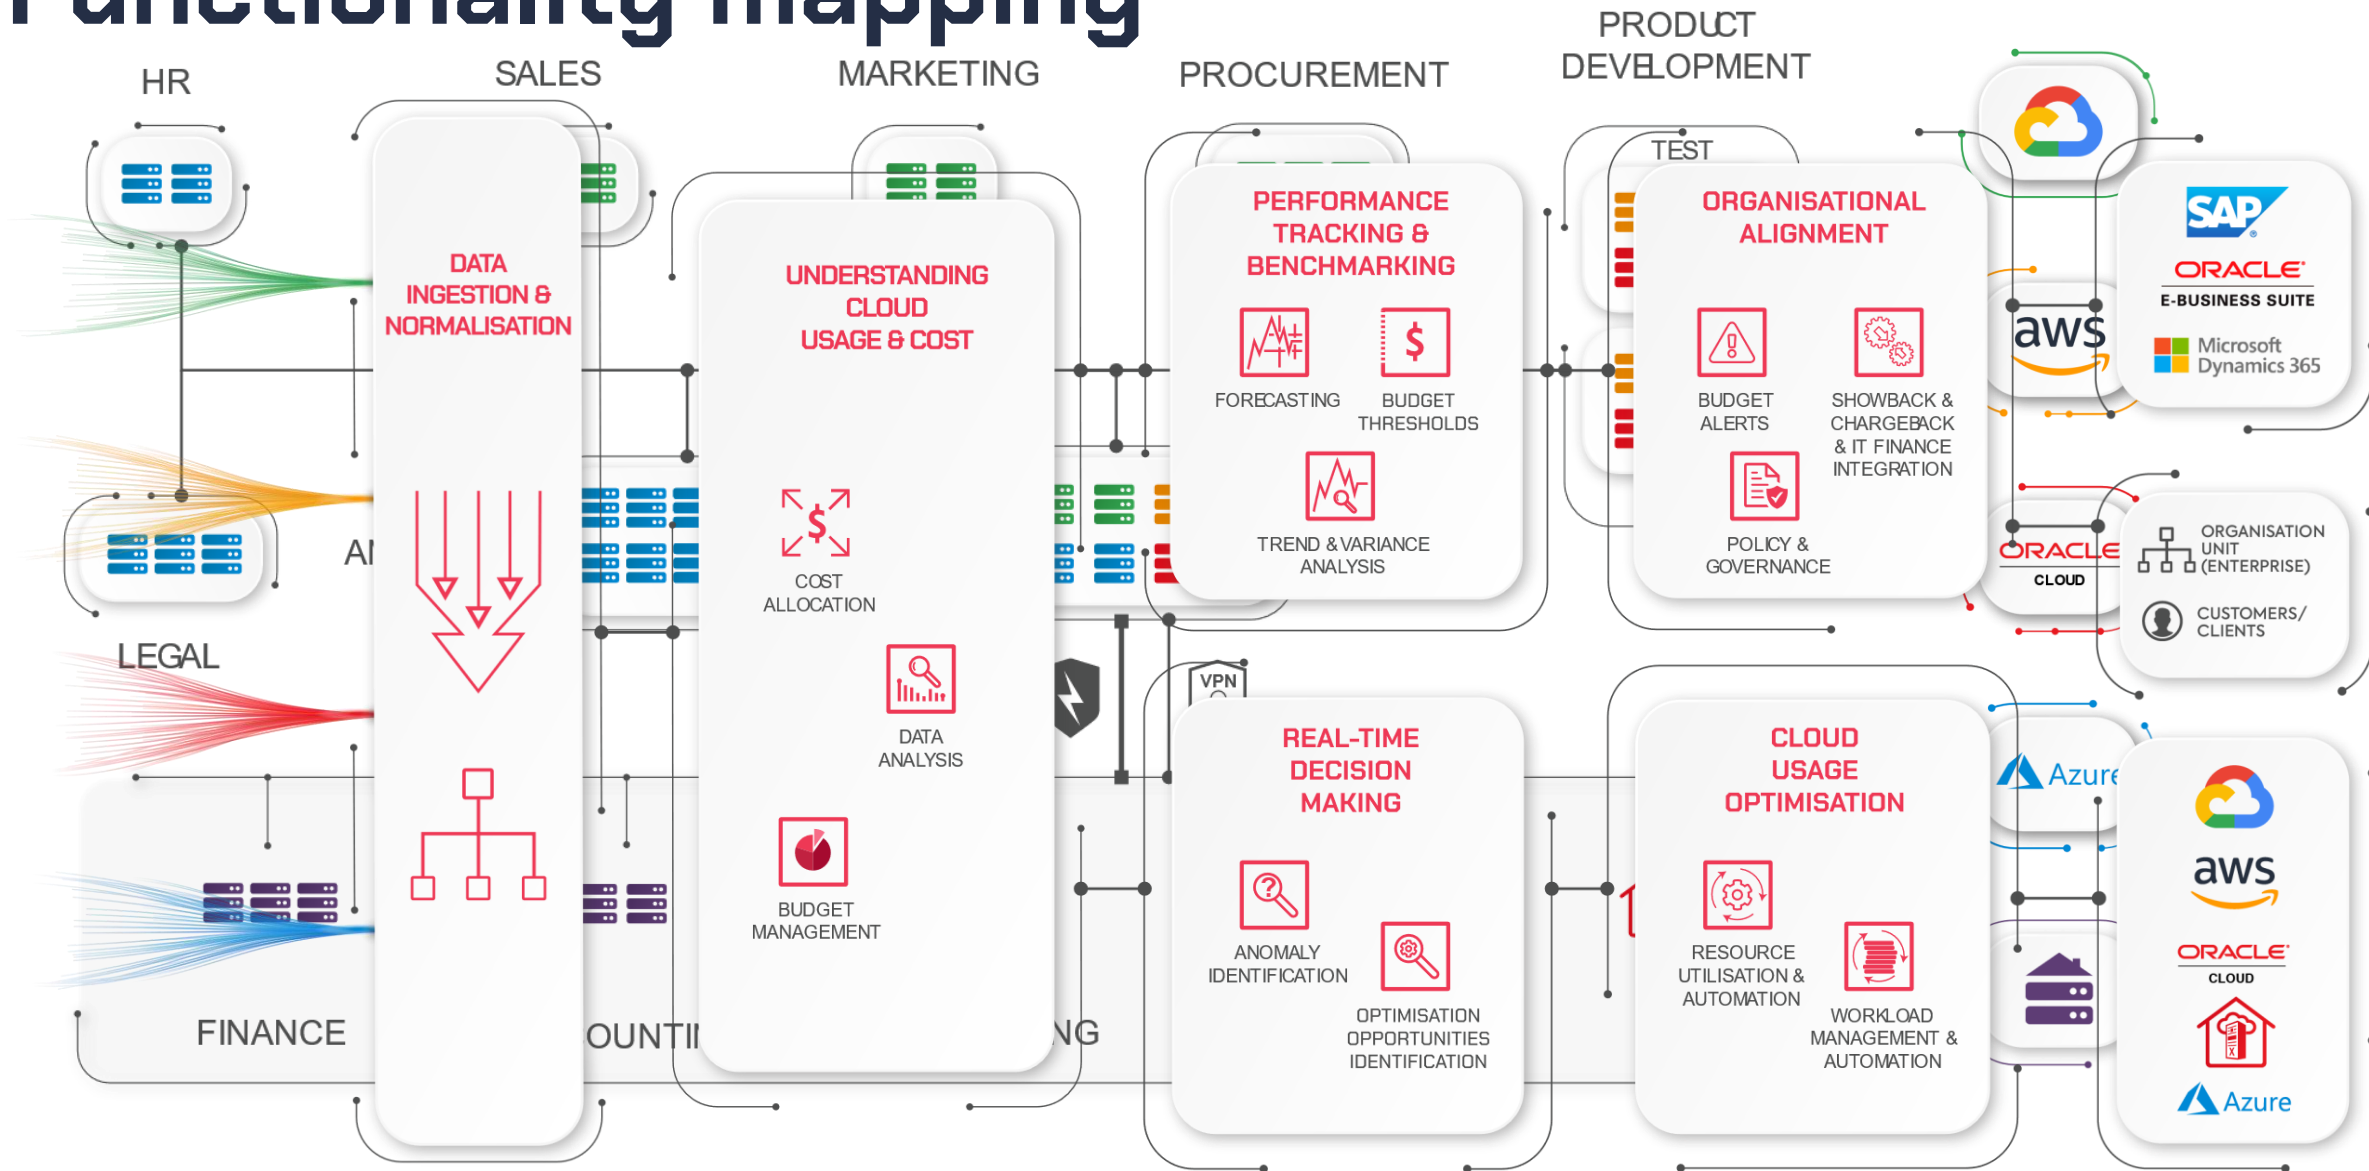 Functionality mapping
HR
SALES
MARKETING
PROCUREMENT
PRODUCT
DEVELOPMENT
TEST
LEGAL
FINANCE
VPN
DATA
INGESTION &
NORMALISATION
UNDERSTANDING
CLOUD
USAGE & COST
COST
ALLOCATION
DATA
ANALYSIS
BUDGET
MANAGEMENT
PERFORMANCE
TRACKING &
BENCHMARKING
FORECASTING
BUDGET
THRESHOLDS
TREND & VARIANCE
ANALYSIS
ORGANISATIONAL
ALIGNMENT
BUDGET
ALERTS
SHOWBACK &
CHARGEBACK
& IT FINANCE
INTEGRATION
POLICY &
GOVERNANCE
REAL-TIME
DECISION
MAKING
ANOMALY
IDENTIFICATION
OPTIMISATION
OPPORTUNITIES
IDENTIFICATION
CLOUD
USAGE
OPTIMISATION
RESOURCE
UTILISATION &
AUTOMATION
WORKLOAD
MANAGEMENT &
AUTOMATION
aws
ORACLE
CLOUD
Azure
SAP
ORACLE
E-BUSINESS SUITE
Microsoft
Dynamics 365
ORGANISATION
UNIT
(ENTERPRISE)
CUSTOMERS/
CLIENTS
aws
ORACLE
CLOUD
Azure